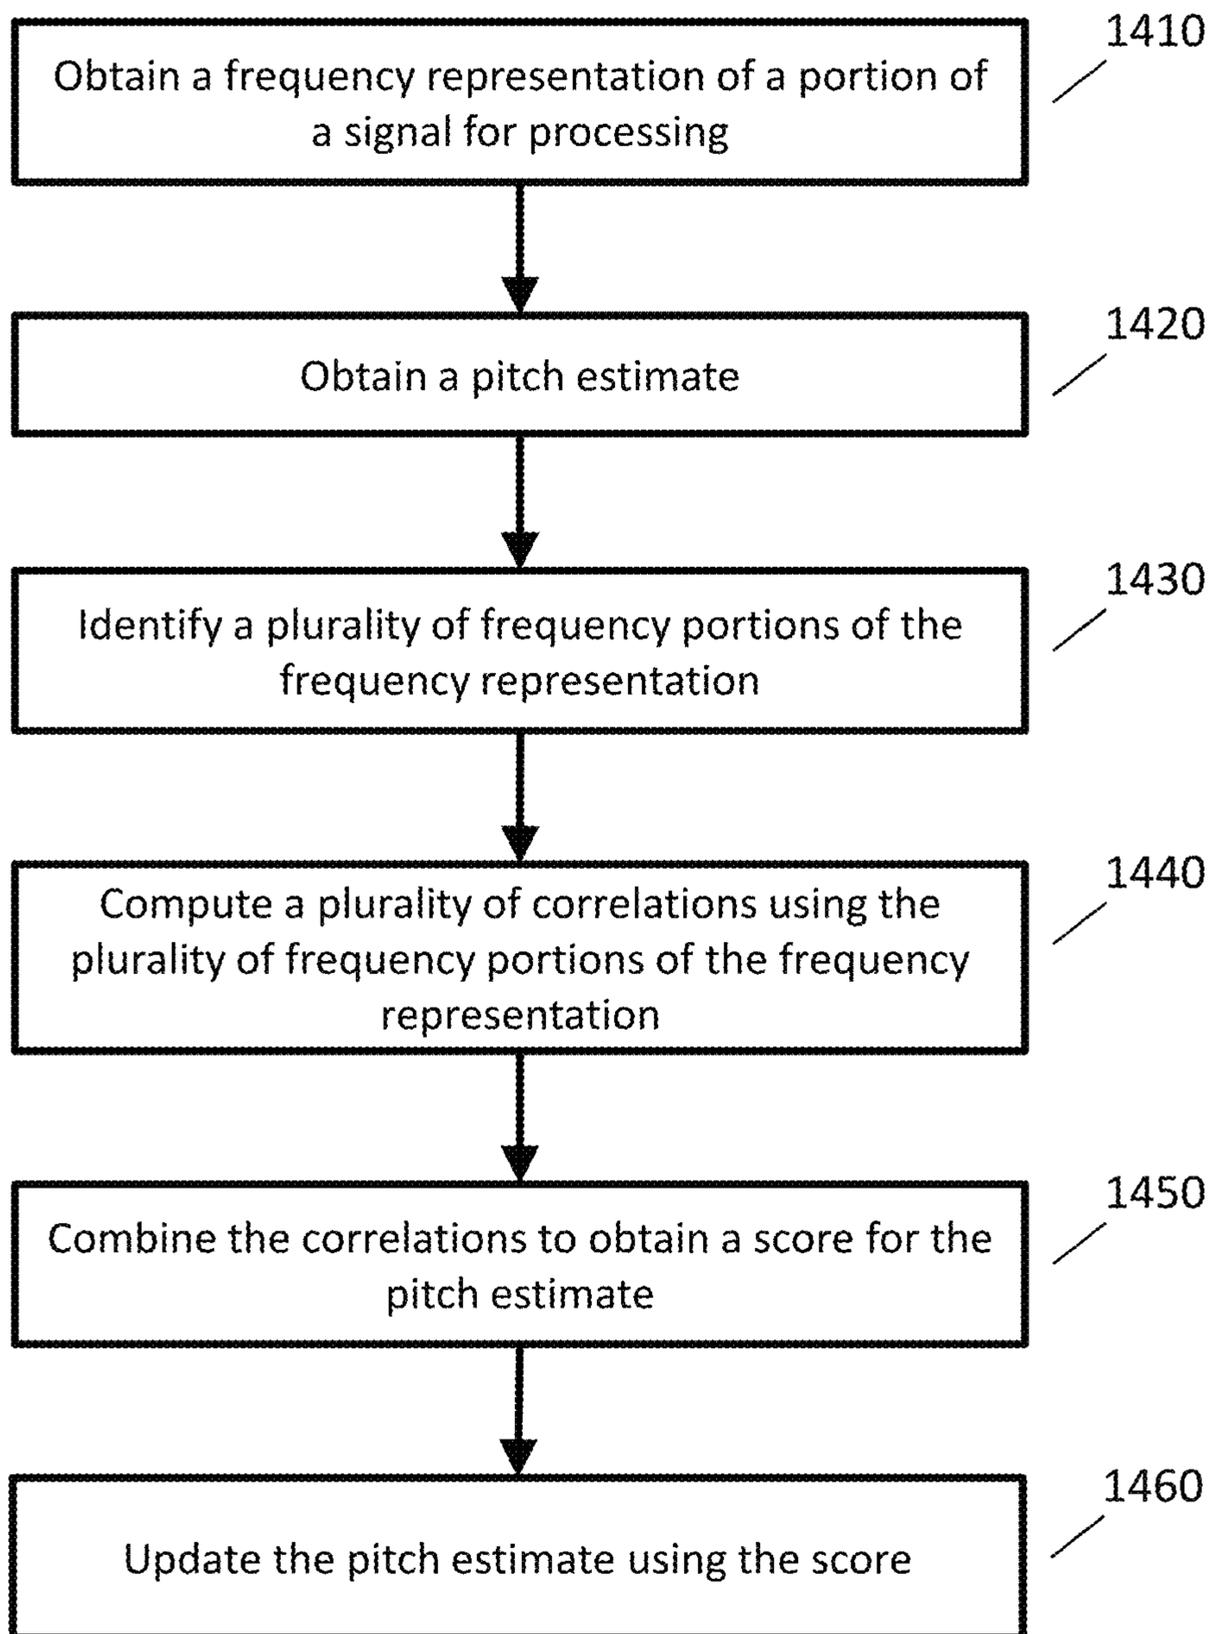 1410
Obtain a frequency representation of a portion of
a signal for processing
1420
Obtain a pitch estimate
1430
Identify a plurality of frequency portions of the
frequency representation
1440
Compute a plurality of correlations using the
plurality of frequency portions of the frequency
representation
1450
Combine the correlations to obtain a score for the
pitch estimate
1460
Update the pitch estimate using the score